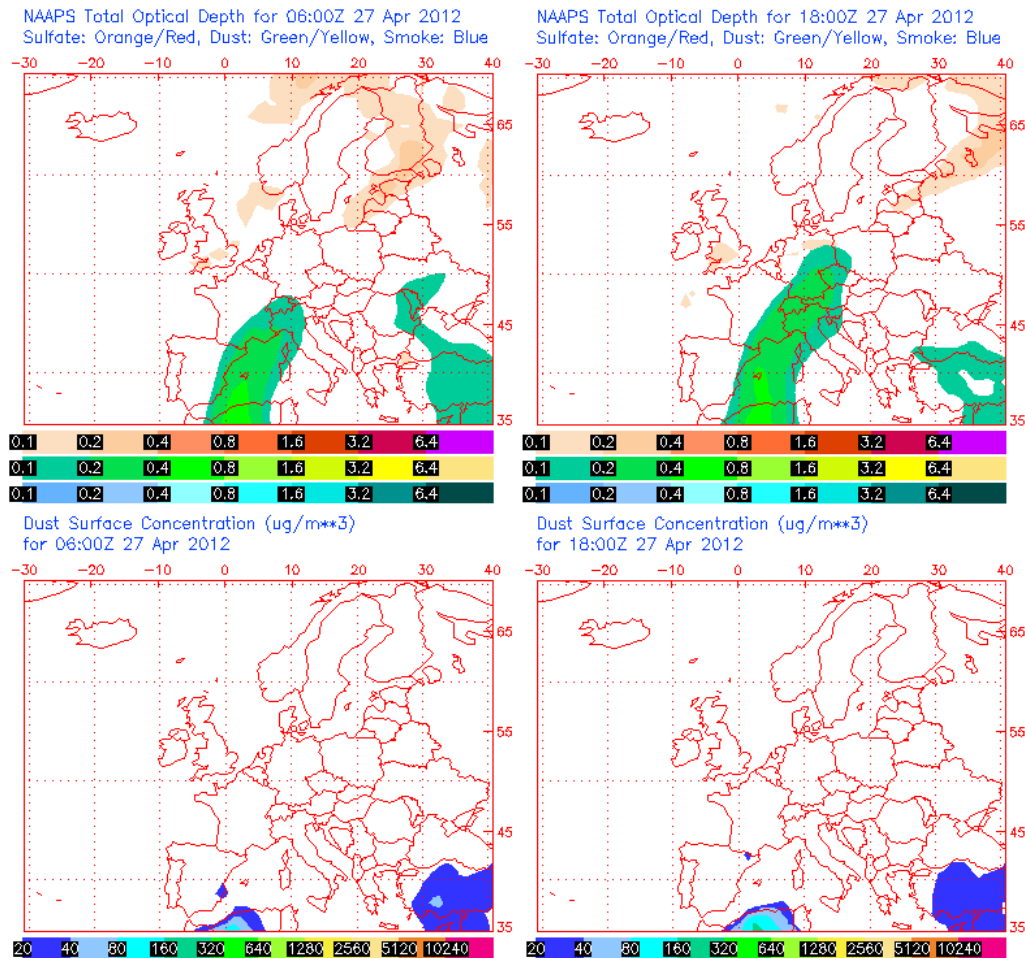 NAAPS Total Optical Depth for 06:00Z 27 Apr 2012
Sulfate: Orange/Red, Dust: Green/Yellow, Smoke: Blue
-30 -20 -10 0 10 20 30 40
65
55
45
35
0.1 0.2 0.4 0.8 1.6 3.2 6.4
0.1 0.2 0.4 0.8 1.6 3.2 6.4
0.1 0.2 0.4 0.8 1.6 3.2 6.4
NAAPS Total Optical Depth for 18:00Z 27 Apr 2012
Sulfate: Orange/Red, Dust: Green/Yellow, Smoke: Blue
-30 -20 -10 0 10 20 30 40
65
55
45
35
0.1 0.2 0.4 0.8 1.6 3.2 6.4
0.1 0.2 0.4 0.8 1.6 3.2 6.4
0.1 0.2 0.4 0.8 1.6 3.2 6.4
Dust Surface Concentration (ug/m**3)
for 06:00Z 27 Apr 2012
-30 -20 -10 0 10 20 30 40
65
55
45
35
20 40 80 160 320 640 1280 2560 5120 10240
Dust Surface Concentration (ug/m**3)
for 18:00Z 27 Apr 2012
-30 -20 -10 0 10 20 30 40
65
55
45
35
20 40 80 160 320 640 1280 2560 5120 10240